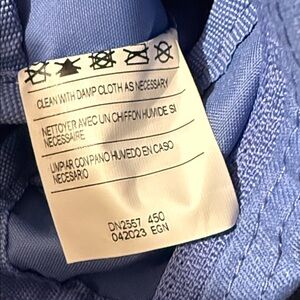 CLEAN WITH DAMP CLOTH AS NECESSARY
NETTOYER AVEC UN CHIFFON HUMIDE SI
NECESSAIRE
LIMPIAR CON PANO HUMEDO EN CASO
NECESARIO
DN2557 450
042023 EGN